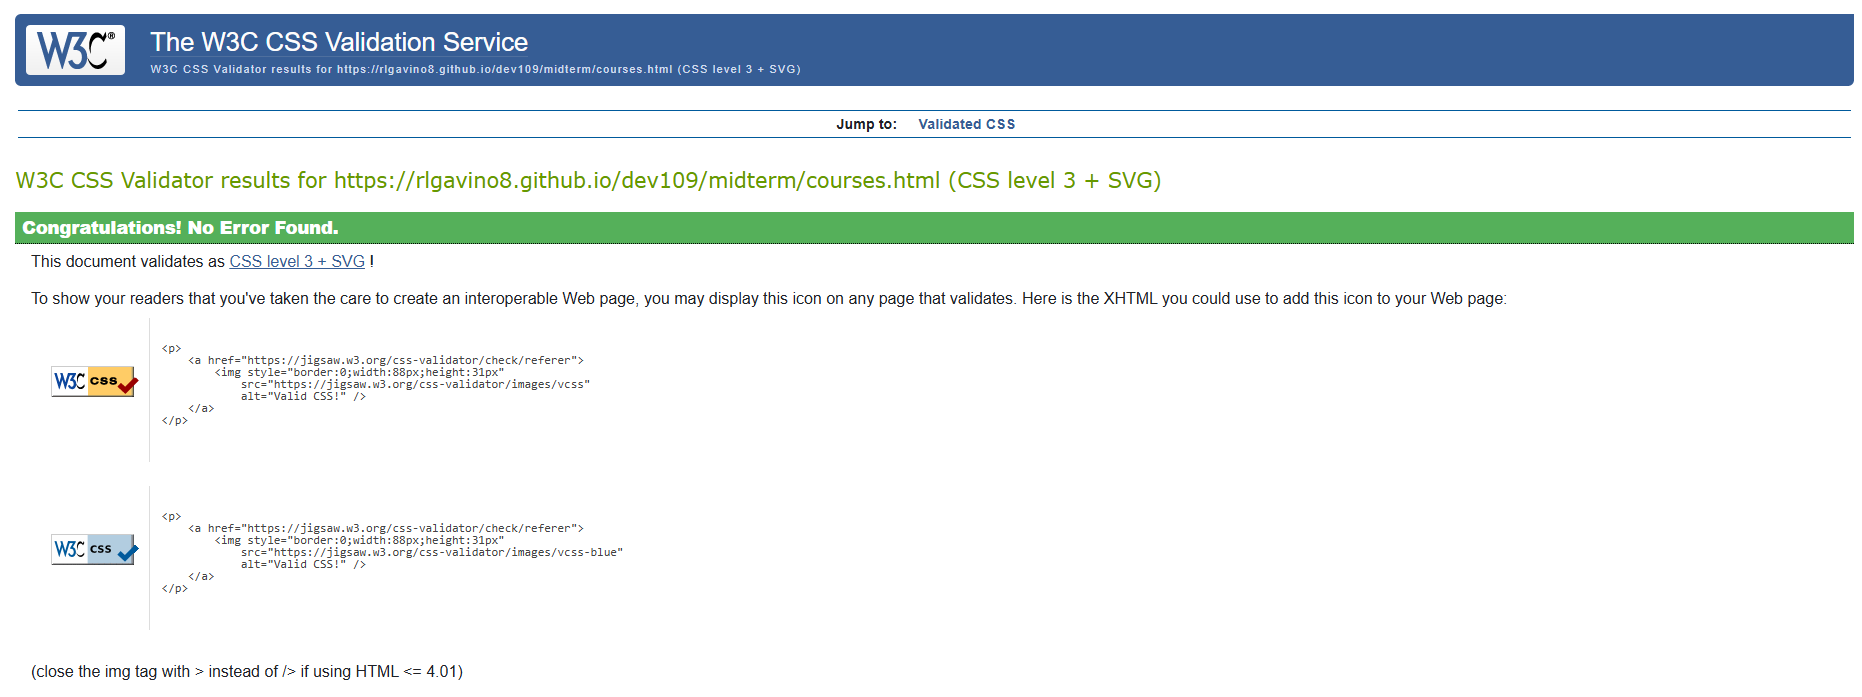 W3C®
The W3C CSS Validation Service
W3C CSS Validator results for https://rlgavino8.github.io/dev109/midterm/courses.html (CSS level 3 + SVG)
Jump to: Validated CSS
W3C CSS Validator results for https://rlgavino8.github.io/dev109/midterm/courses.html (CSS level 3 + SVG)
Congratulations! No Error Found.
This document validates as CSS level 3 + SVG !
To show your readers that you've taken the care to create an interoperable Web page, you may display this icon on any page that validates. Here is the XHTML you could use to add this icon to your Web page:
W3C css
<p>
    <a href="https://jigsaw.w3.org/css-validator/check/referer">
        <img style="border:0;width:88px;height:31px"
            src="https://jigsaw.w3.org/css-validator/images/vcss"
            alt="Valid CSS!" />
    </a>
</p>
W3C css
<p>
    <a href="https://jigsaw.w3.org/css-validator/check/referer">
        <img style="border:0;width:88px;height:31px"
            src="https://jigsaw.w3.org/css-validator/images/vcss-blue"
            alt="Valid CSS!" />
    </a>
</p>
(close the img tag with > instead of /> if using HTML <= 4.01)